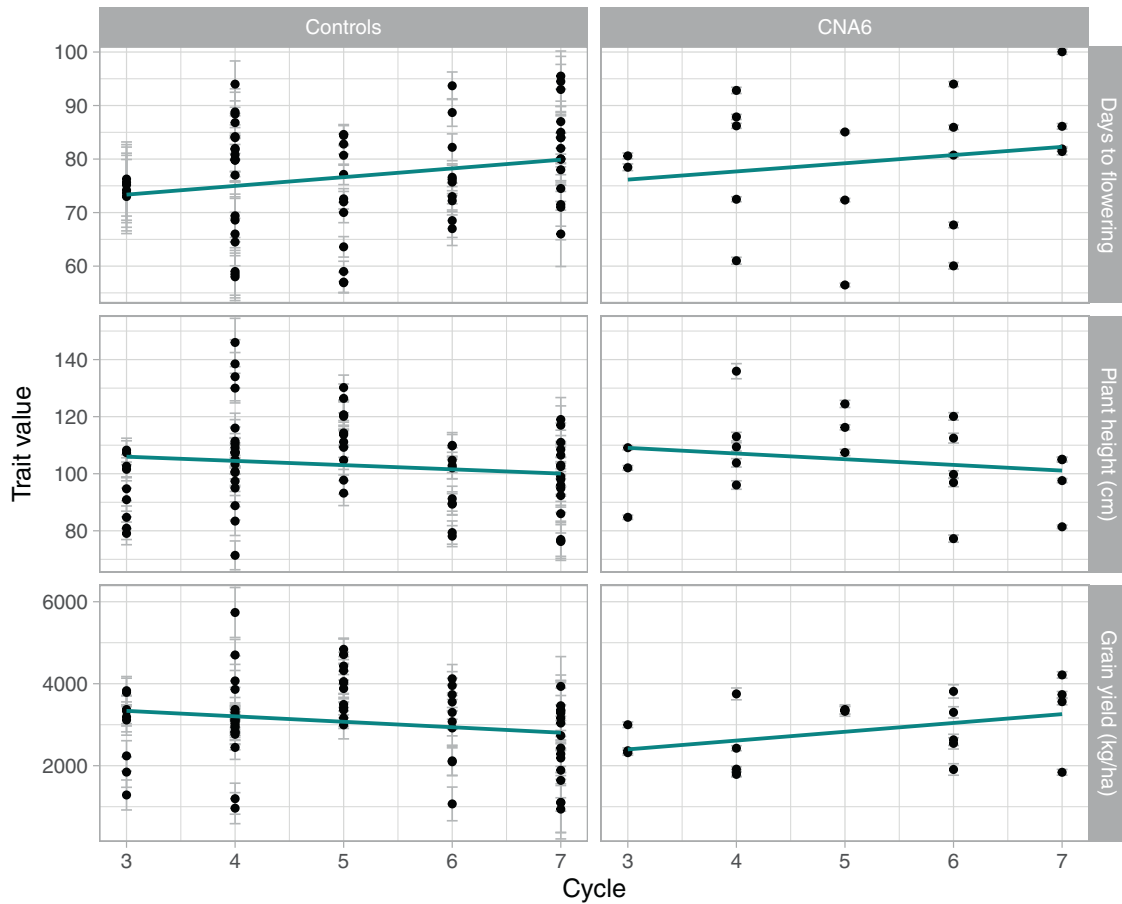 Controls
CNA6
100
90
80
70
60
Days to flowering
140
120
100
80
Plant height (cm)
6000
4000
2000
Grain yield (kg/ha)
Trait value
3 4 5 6 7
3 4 5 6 7
Cycle